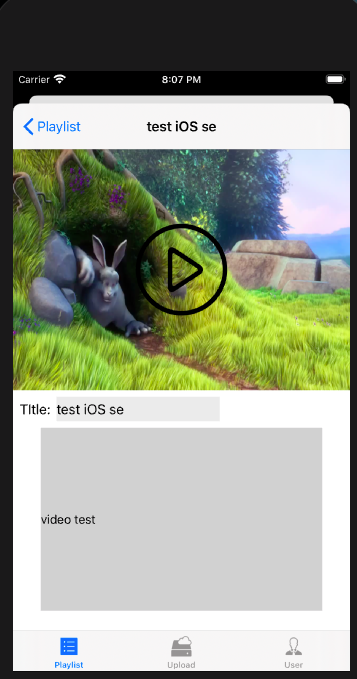 Carrier 8:07 PM
Playlist test iOS se
Title: test iOS se
video test
Playlist Upload User